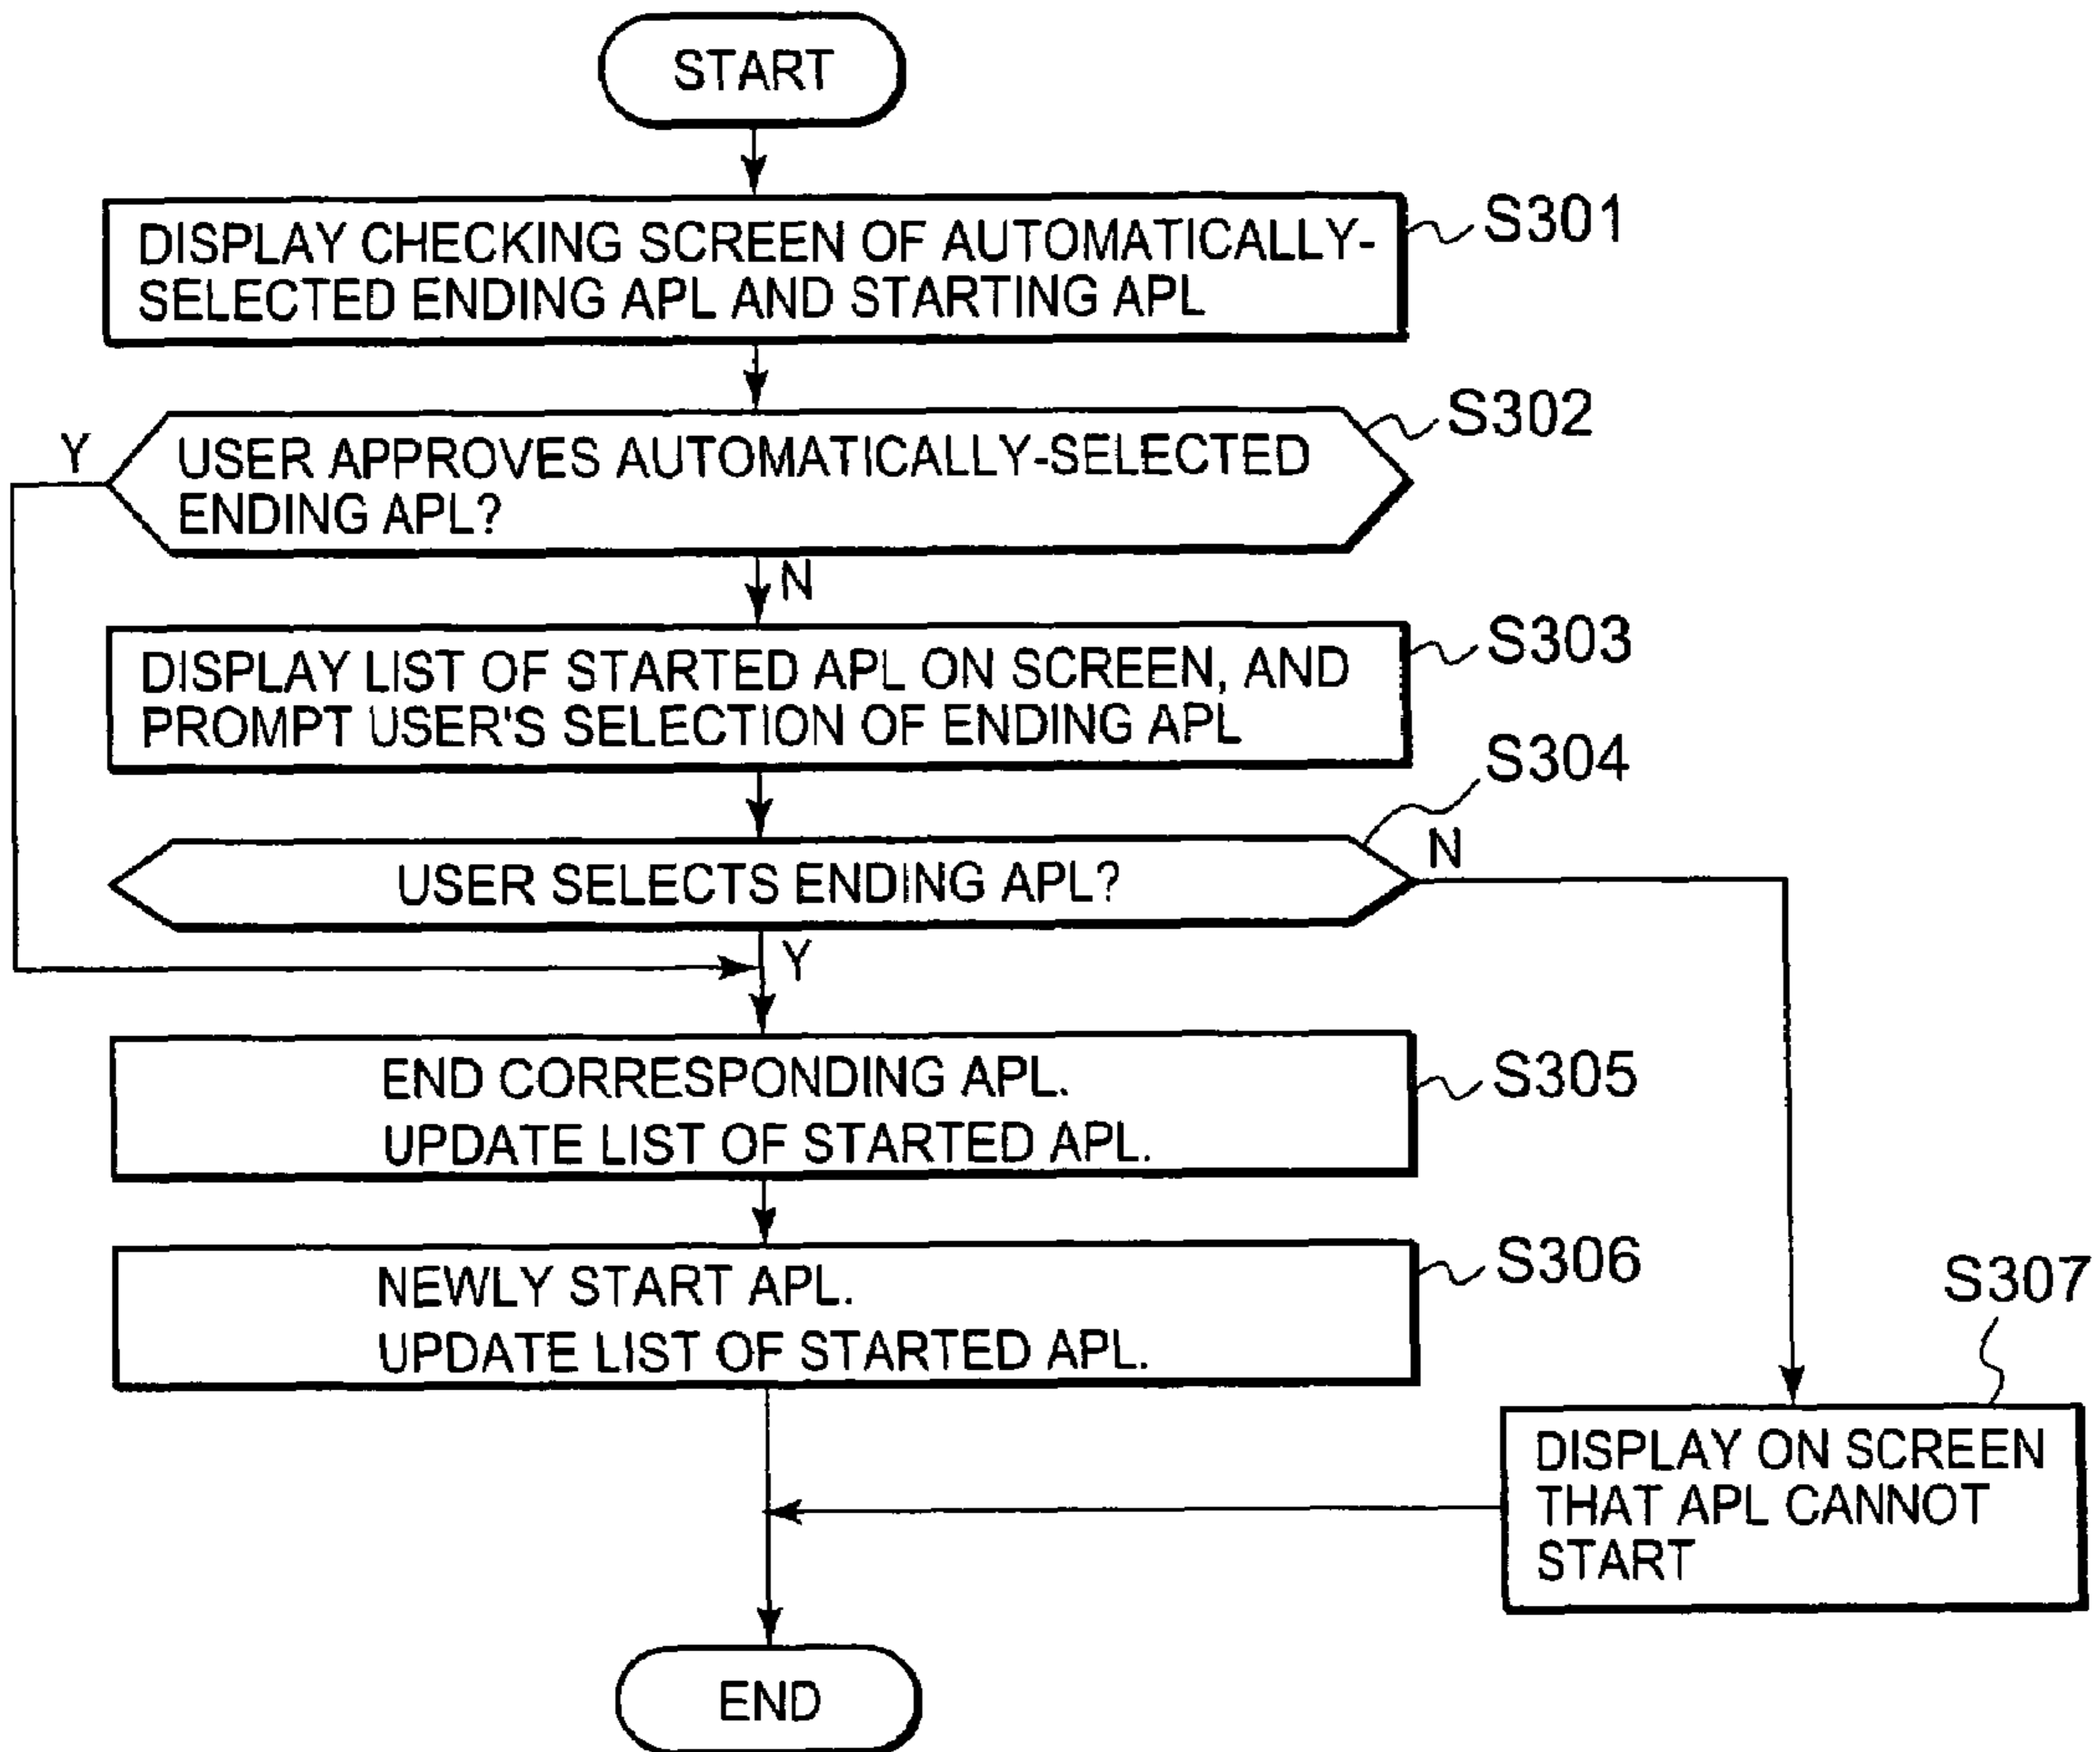 START
DISPLAY CHECKING SCREEN OF AUTOMATICALLY-
SELECTED ENDING APL AND STARTING APL
S301
USER APPROVES AUTOMATICALLY-SELECTED
ENDING APL?
S302
Y
N
DISPLAY LIST OF STARTED APL ON SCREEN, AND
PROMPT USER'S SELECTION OF ENDING APL
S303
USER SELECTS ENDING APL?
S304
N
Y
END CORRESPONDING APL.
UPDATE LIST OF STARTED APL.
S305
NEWLY START APL.
UPDATE LIST OF STARTED APL.
S306
S307
DISPLAY ON SCREEN
THAT APL CANNOT
START
END